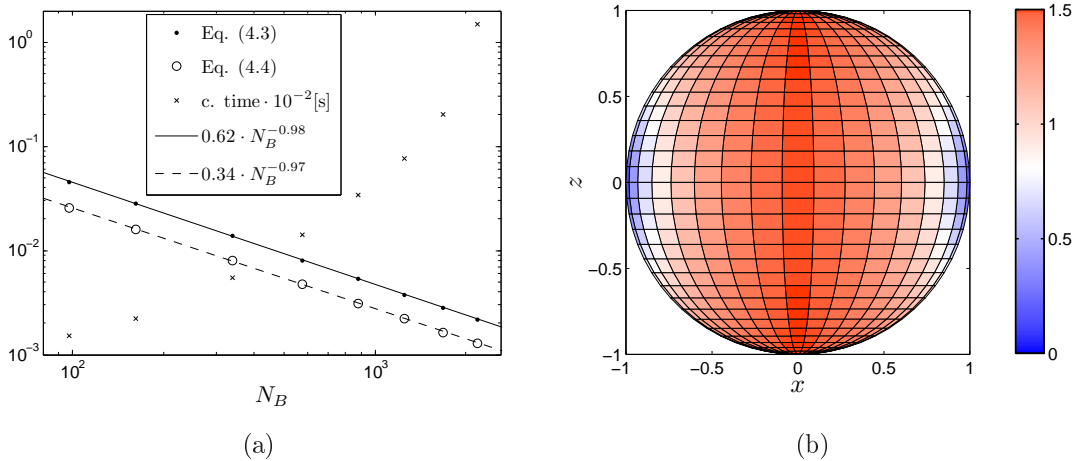 10^0
10^{-1}
10^{-2}
10^{-3}
10^2
10^3
N_B
Eq. (4.3)
Eq. (4.4)
c. time · 10^{-2}[s]
0.62 · N_B^{-0.98}
0.34 · N_B^{-0.97}
(a)
1
0.5
0
−0.5
−1
z
−1
−0.5
0
0.5
1
x
(b)
1.5
1
0.5
0